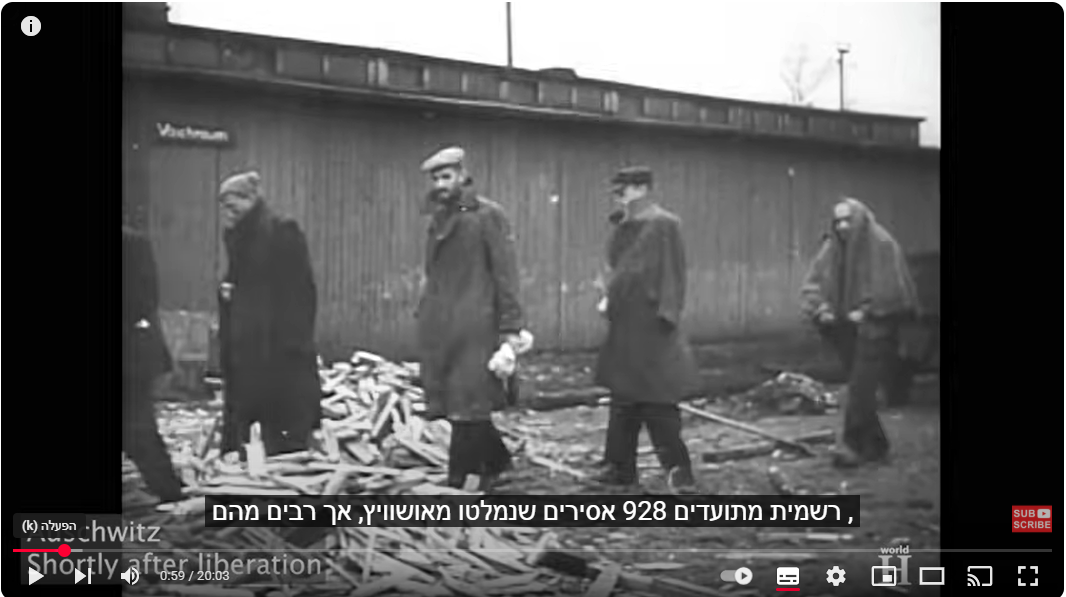 Waschraum
, רשמית מתועדים 928 אסירים שנמלטו מאושוויץ, אך רבים מהם
הפעלה (k)
Auschwitz
Shortly after liberation
0:59 / 20:03
world
H
SUB
SCRIBE